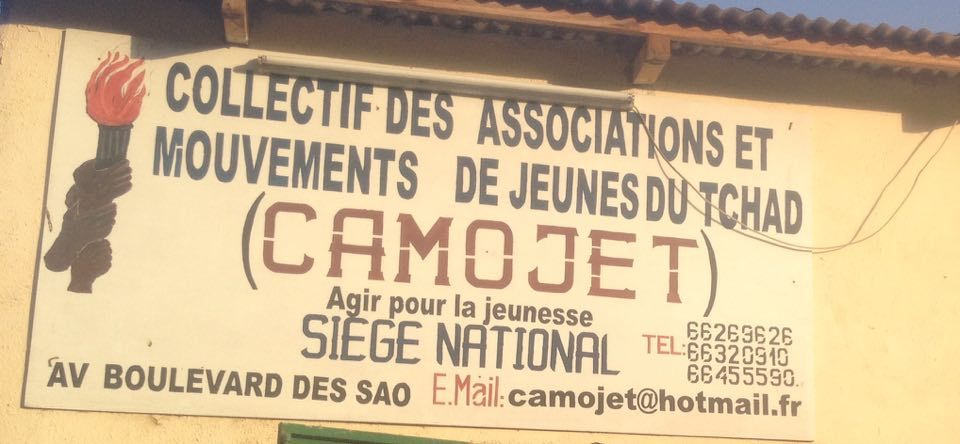 COLLECTIF DES ASSOCIATIONS ET
MOUVEMENTS DE JEUNES DU TCHAD
(CAMOJET)
Agir pour la jeunesse
SIÉGE NATIONAL
TEL: 66269626
66320910
66455590
AV BOULEVARD DES SAO E.Mail: camojet@hotmail.fr